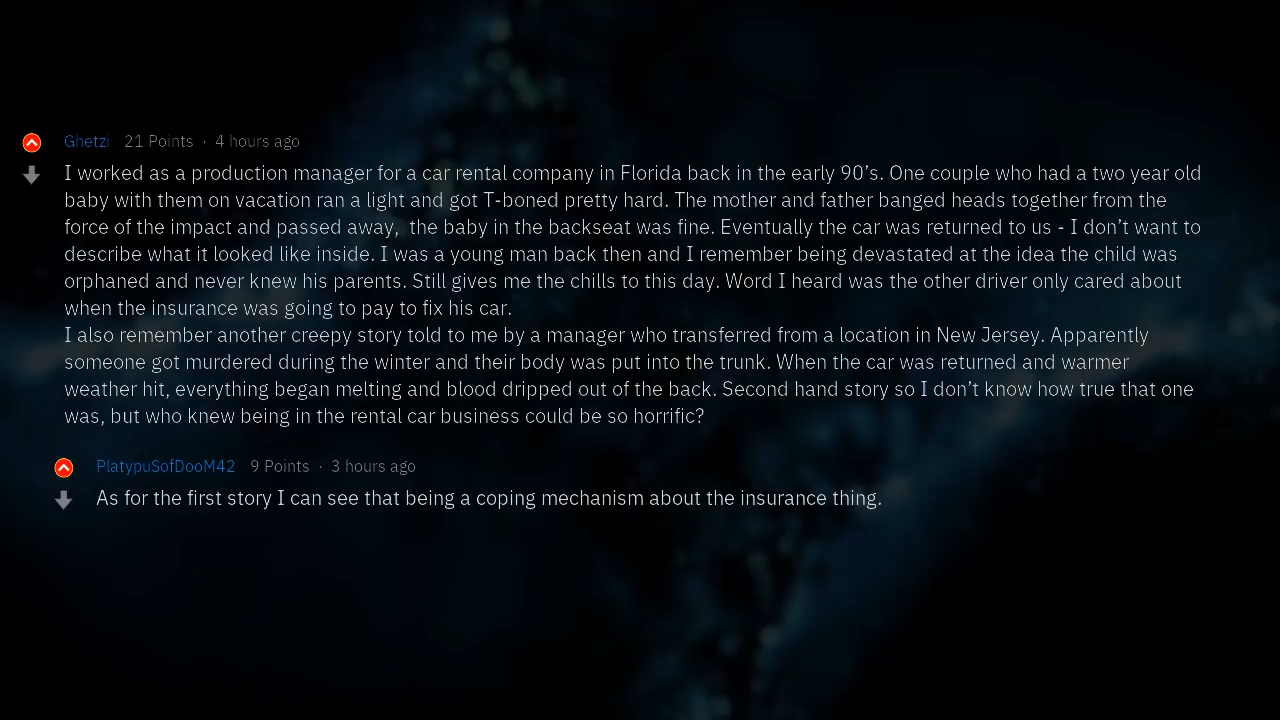 Ghetzi 21 Points · 4 hours ago
I worked as a production manager for a car rental company in Florida back in the early 90’s. One couple who had a two year old
baby with them on vacation ran a light and got T-boned pretty hard. The mother and father banged heads together from the
force of the impact and passed away,  the baby in the backseat was fine. Eventually the car was returned to us - I don’t want to
describe what it looked like inside. I was a young man back then and I remember being devastated at the idea the child was
orphaned and never knew his parents. Still gives me the chills to this day. Word I heard was the other driver only cared about
when the insurance was going to pay to fix his car.
I also remember another creepy story told to me by a manager who transferred from a location in New Jersey. Apparently
someone got murdered during the winter and their body was put into the trunk. When the car was returned and warmer
weather hit, everything began melting and blood dripped out of the back. Second hand story so I don’t know how true that one
was, but who knew being in the rental car business could be so horrific?
PlatypuSofDooM42 9 Points · 3 hours ago
As for the first story I can see that being a coping mechanism about the insurance thing.